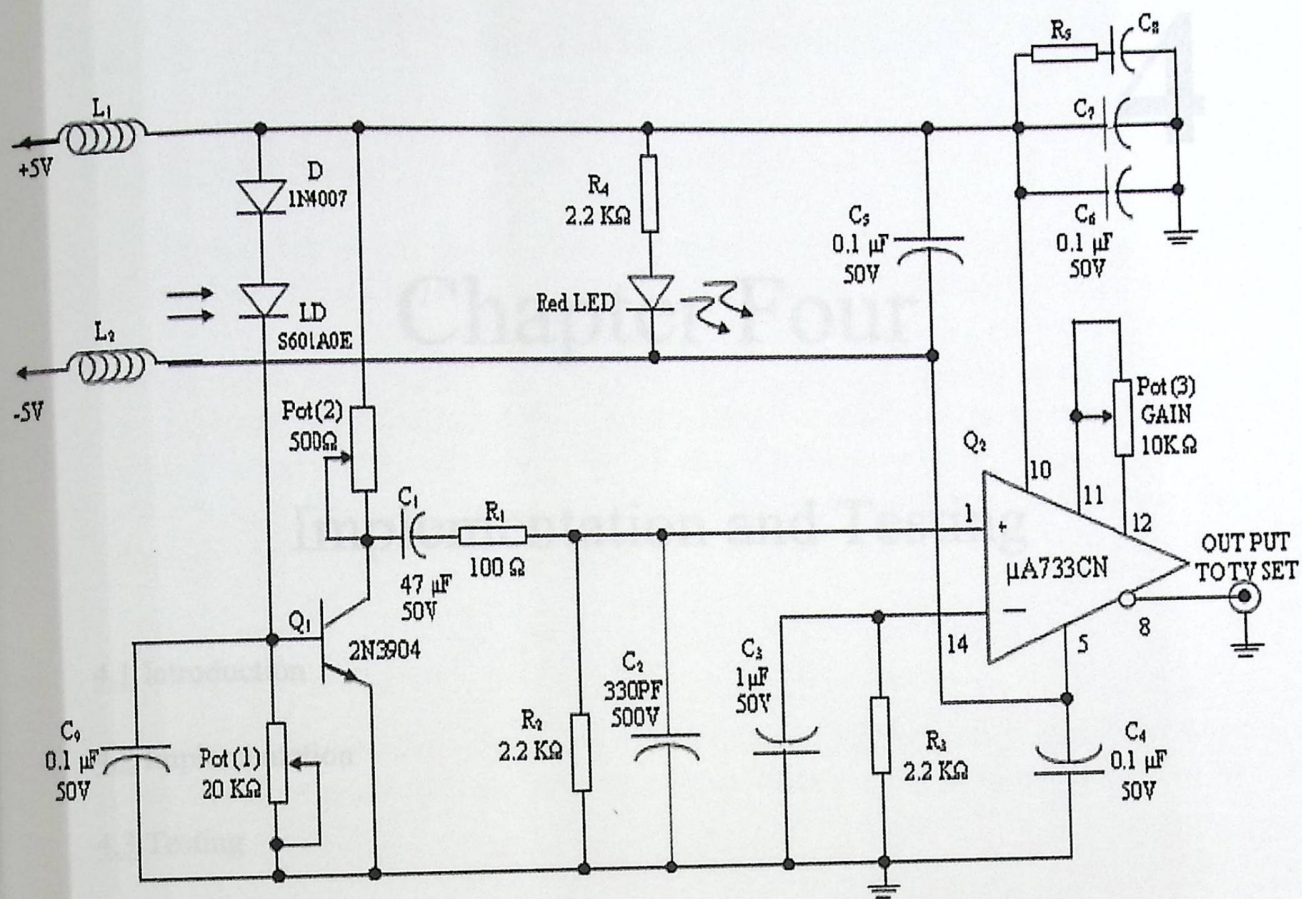 4
R₅
C₈
L₁
+5V
D
1N4007
R₄
2.2 KΩ
C₅
0.1 µF
50V
C₇
C₆
0.1 µF
50V
Chapter Four
LD
S601A0E
Red LED
L₂
-5V
Pot(2)
500Ω
Pot(3)
GAIN
10KΩ
Q₂
10
11
12
C₁
47 µF
50V
R₁
100 Ω
Implementation and Testing
1
+
µA733CN
−
OUTPUT
TO TV SET
8
5
14
Q₁
2N3904
4.1 Introduction
C₂
330PF
500V
C₃
1µF
50V
R₂
2.2 KΩ
R₃
2.2 KΩ
C₄
0.1 µF
50V
C₉
0.1 µF
50V
Pot(1)
20 KΩ
4.3 Testing